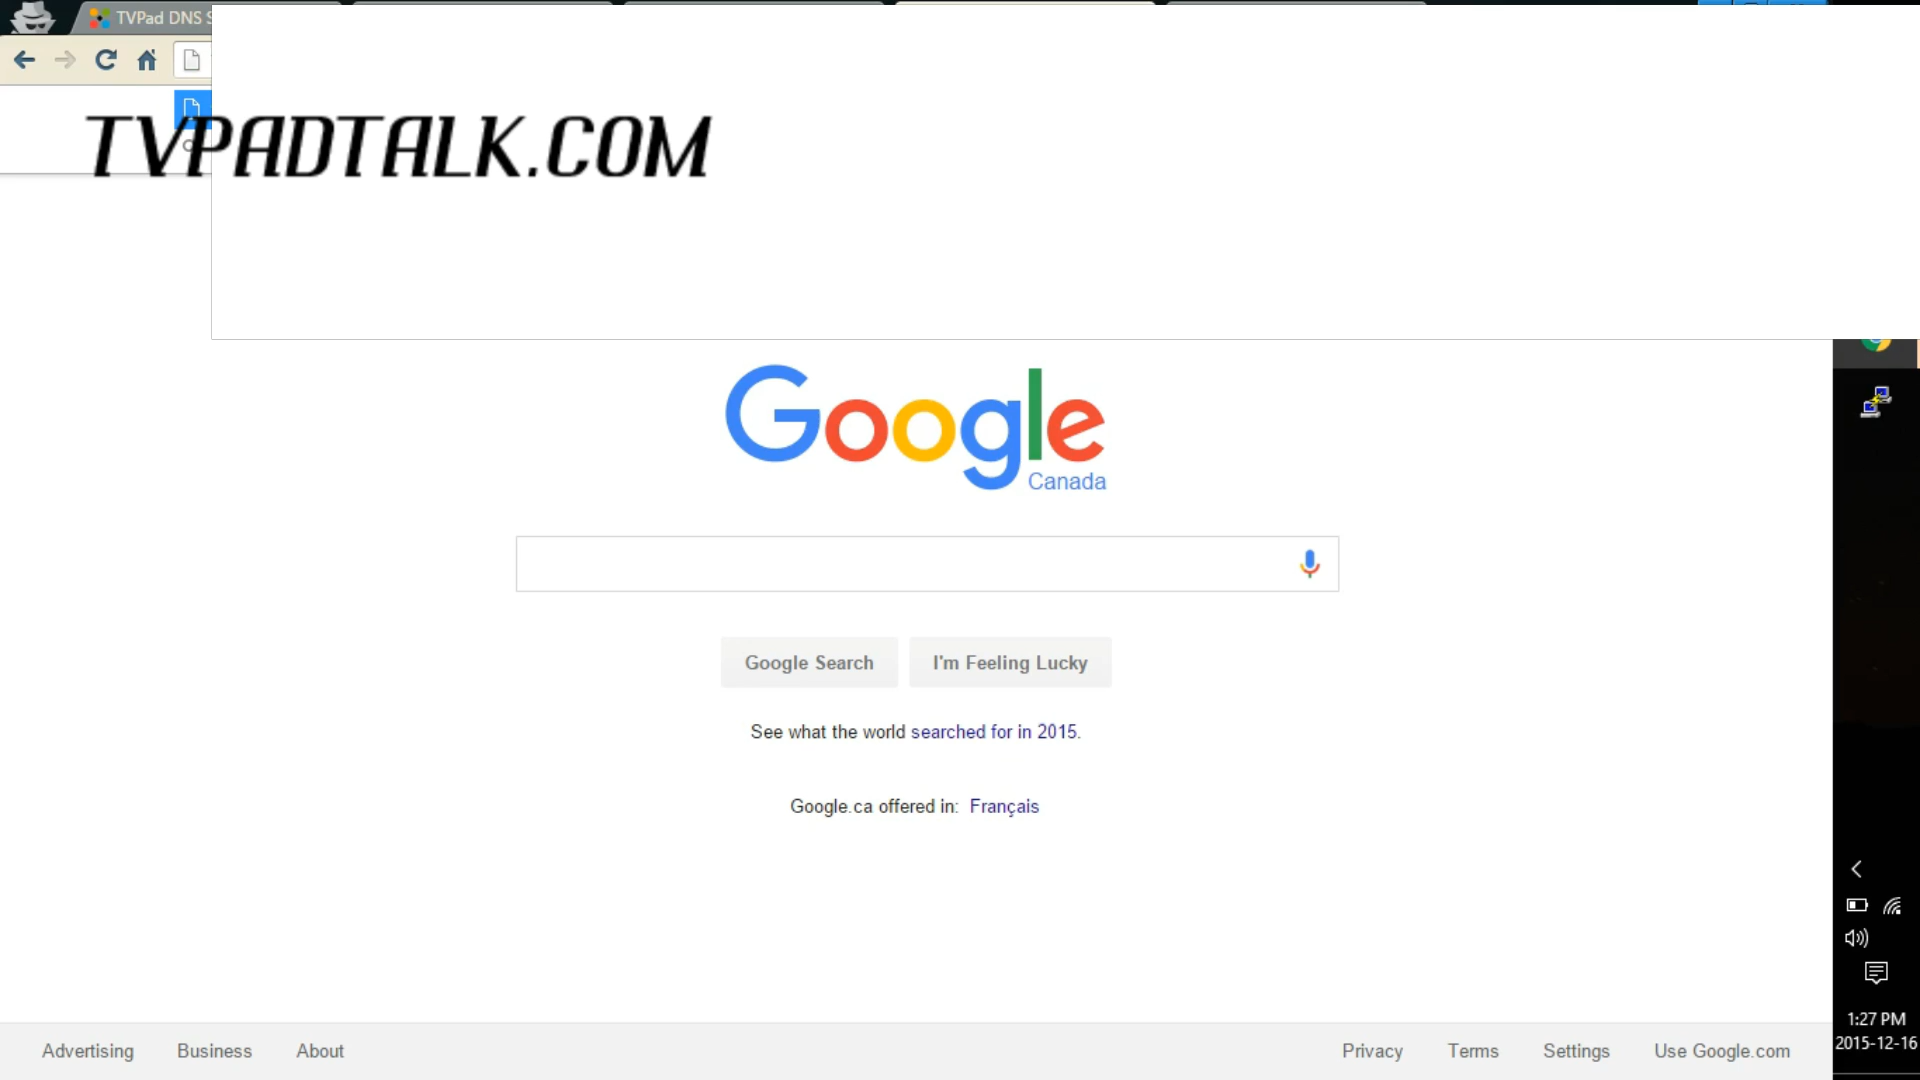 TVPad DNS S
TVPADTALK.COM
Google
Canada
Google Search
I'm Feeling Lucky
See what the world searched for in 2015.
Google.ca offered in: Français
1:27 PM
2015-12-16
Advertising
Business
About
Privacy
Terms
Settings
Use Google.com